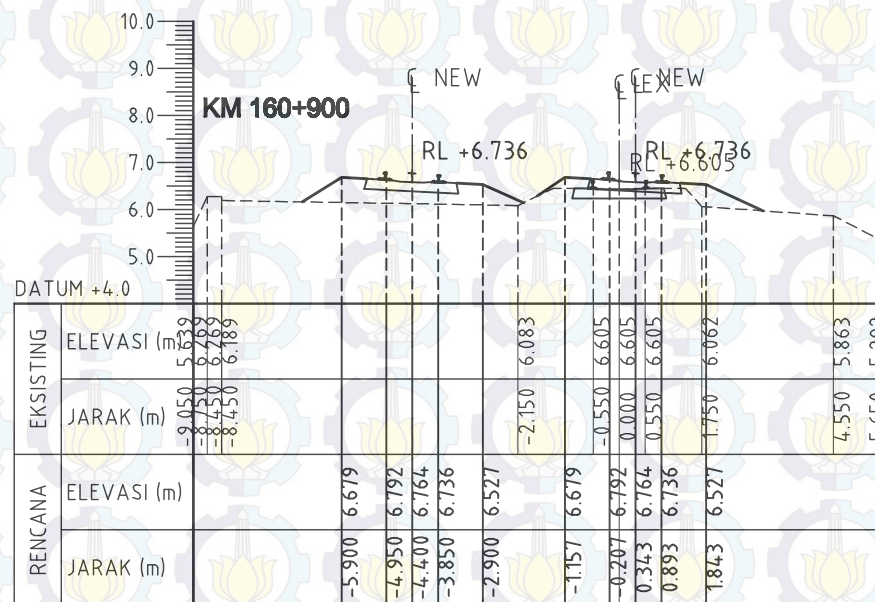 10.0
9.0
8.0
7.0
6.0
5.0
DATUM +4.0
KM 160+900
℄ NEW
℄ EX
℄ NEW
RL +6.736
RL +6.736
RL +6.605
EKSISTING
ELEVASI (m)
5.639 6.269 6.269 6.189 6.083 6.605 6.605 6.605 6.062 5.863
JARAK (m)
-9.050 -8.750 -8.450 -8.450 -2.150 -0.550 0.000 0.550 1.750 4.550
RENCANA
ELEVASI (m)
6.679 6.792 6.764 6.736 6.527 6.679 6.792 6.764 6.736 6.527
JARAK (m)
-5.900 -4.950 -4.400 -3.850 -2.900 -1.157 -0.207 0.343 0.893 1.843